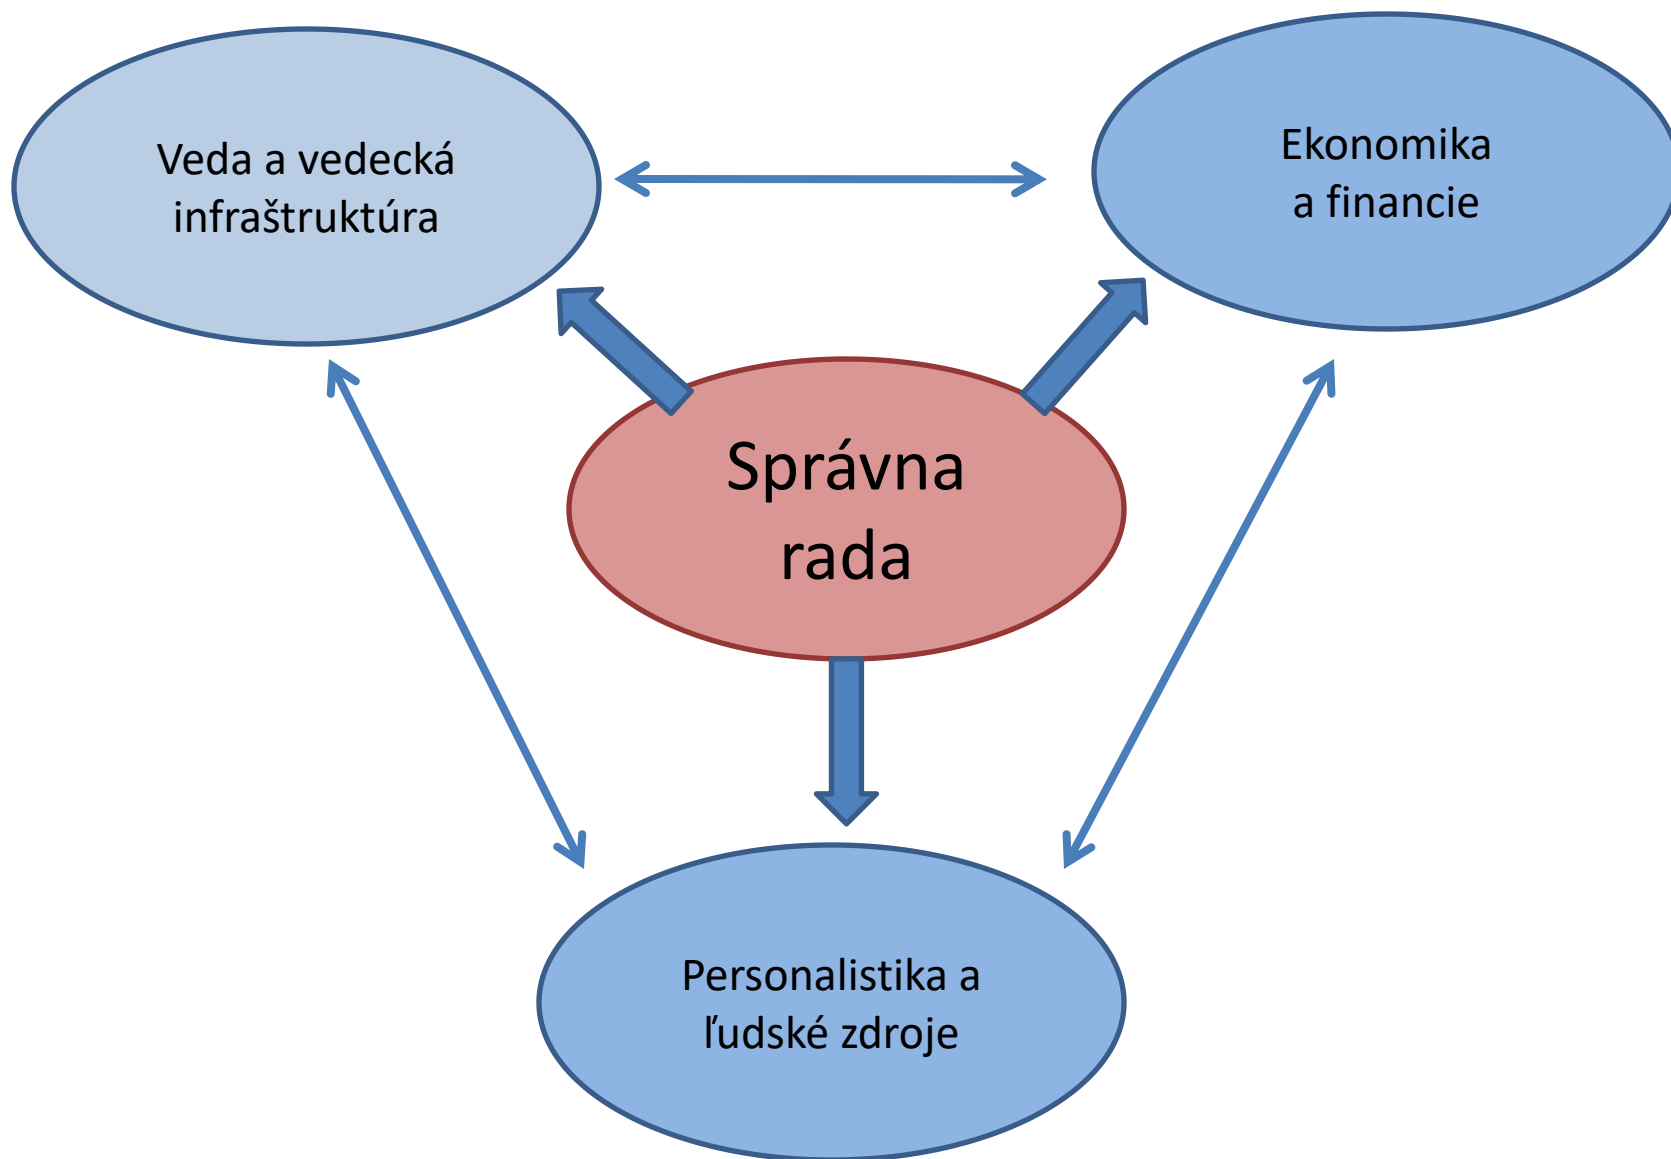 Veda a vedecká
infraštruktúra
Ekonomika
a financie
Správna
rada
Personalistika a
ľudské zdroje